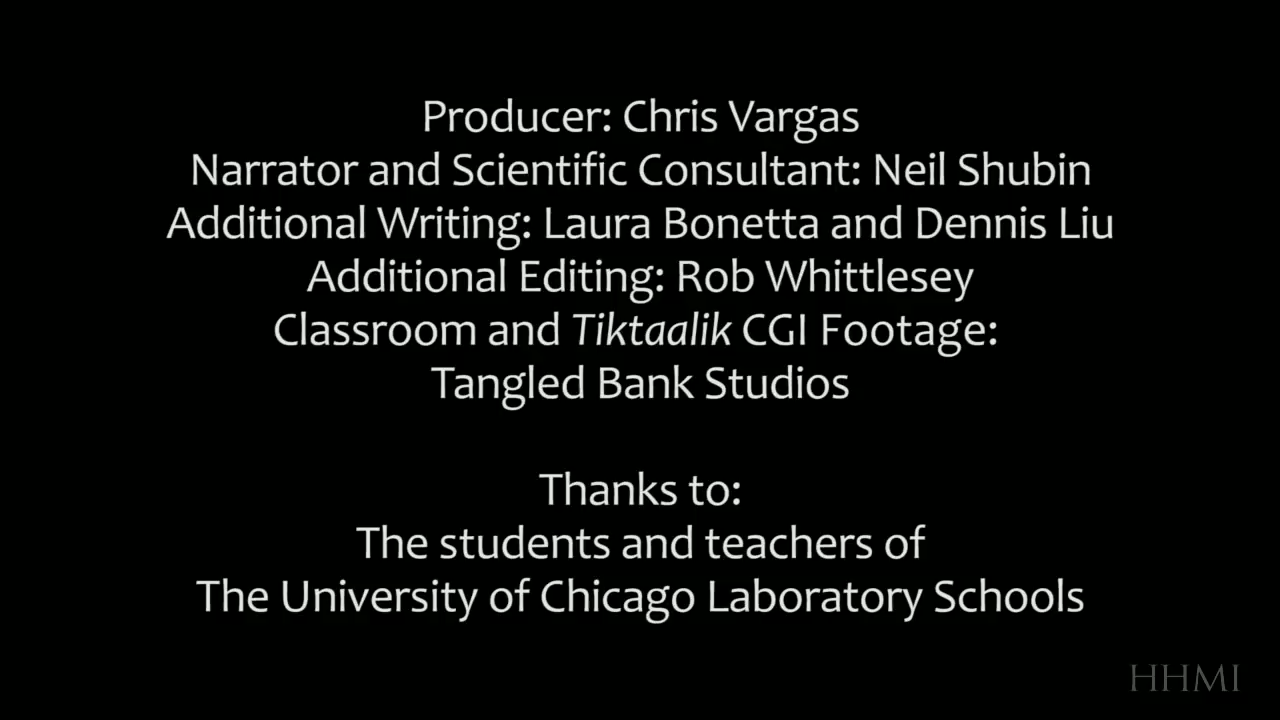 Producer: Chris Vargas
Narrator and Scientific Consultant: Neil Shubin
Additional Writing: Laura Bonetta and Dennis Liu
Additional Editing: Rob Whittlesey
Classroom and Tiktaalik CGI Footage:
Tangled Bank Studios
Thanks to:
The students and teachers of
The University of Chicago Laboratory Schools
HHMI